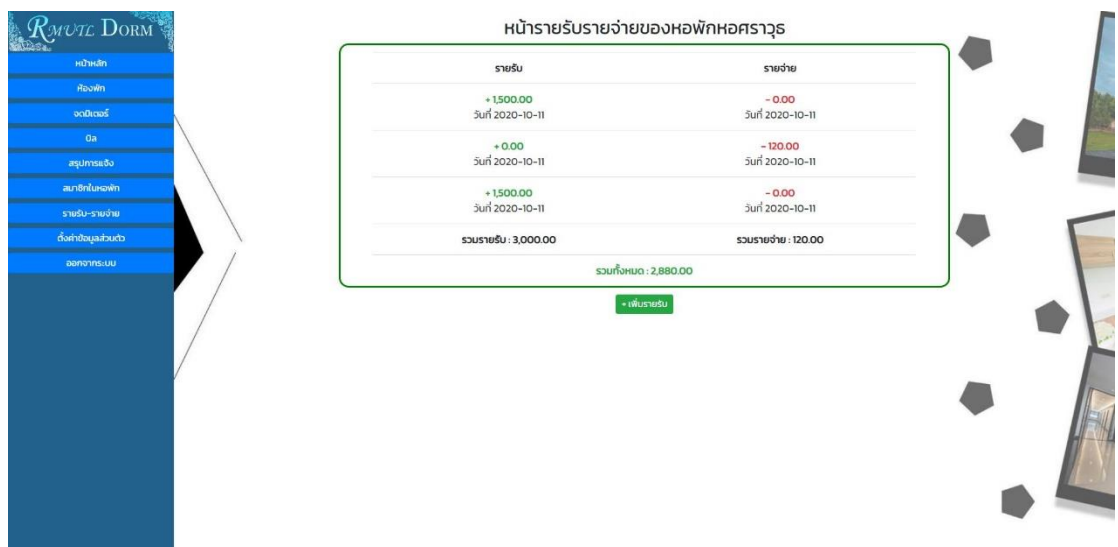 RMUTL DORM
หน้ารายรับรายจ่ายของหอพักหอศราวุธ
หน้าหลัก
ห้องพัก
จดมิเตอร์
บิล
สรุปการแจ้ง
สมาชิกในหอพัก
รายรับ-รายจ่าย
ตั้งค่าข้อมูลส่วนตัว
ออกจากระบบ
รายรับ รายจ่าย
+ 1,500.00 - 0.00
วันที่ 2020-10-11 วันที่ 2020-10-11
+ 0.00 - 120.00
วันที่ 2020-10-11 วันที่ 2020-10-11
+ 1,500.00 - 0.00
วันที่ 2020-10-11 วันที่ 2020-10-11
รวมรายรับ : 3,000.00 รวมรายจ่าย : 120.00
รวมทั้งหมด : 2,880.00
+ เพิ่มรายรับ